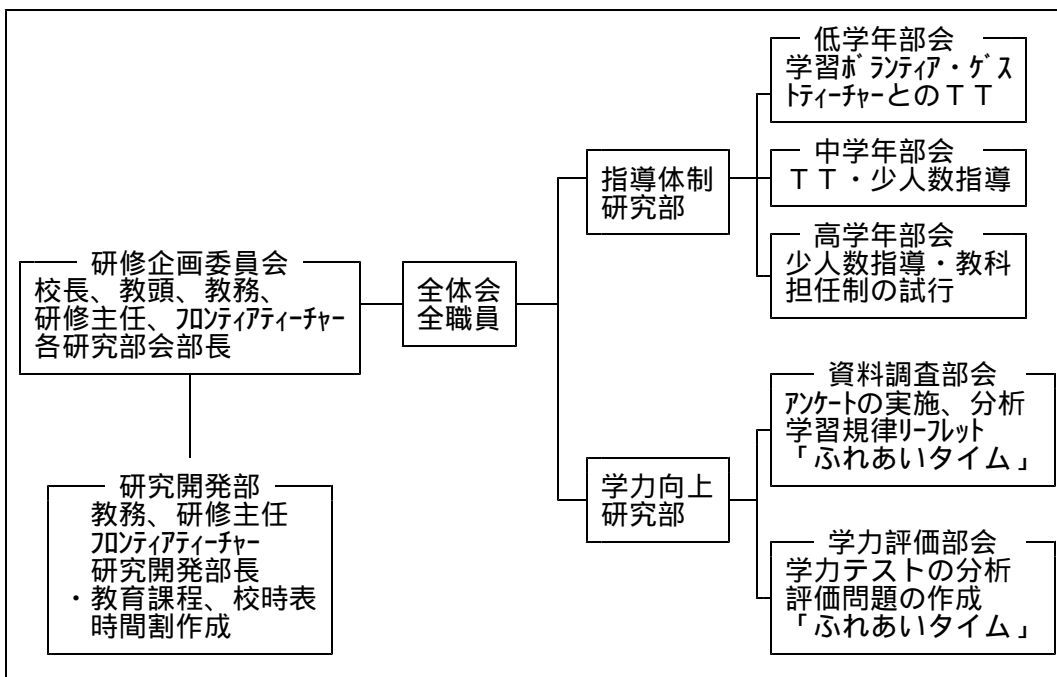 研修企画委員会
校長、教頭、教務、
研修主任、ﾌﾛﾝﾃｨｱﾃｨｰﾁｬｰ
各研究部会部長
研究開発部
教務、研修主任
ﾌﾛﾝﾃｨｱﾃｨｰﾁｬｰ
研究開発部長
・教育課程、校時表
時間割作成
全体会
全職員
指導体制
研究部
低学年部会
学習ﾎﾞﾗﾝﾃｨｱ・ｹﾞｽ
ﾄﾃｨｰﾁｬｰとのＴＴ
中学年部会
ＴＴ・少人数指導
高学年部会
少人数指導・教科
担任制の試行
学力向上
研究部
資料調査部会
ｱﾝｹｰﾄの実施、分析
学習規律ﾘｰﾌﾚｯﾄ
「ふれあいタイム」
学力評価部会
学力テストの分析
評価問題の作成
「ふれあいタイム」